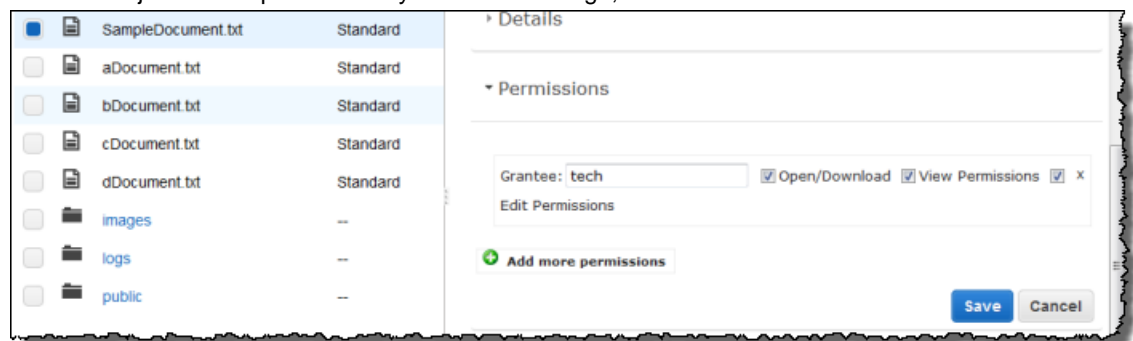 SampleDocument.txt Standard
aDocument.txt Standard
bDocument.txt Standard
cDocument.txt Standard
dDocument.txt Standard
images --
logs --
public --
Details
Permissions
Grantee: tech Open/Download View Permissions x
Edit Permissions
Add more permissions
Save Cancel